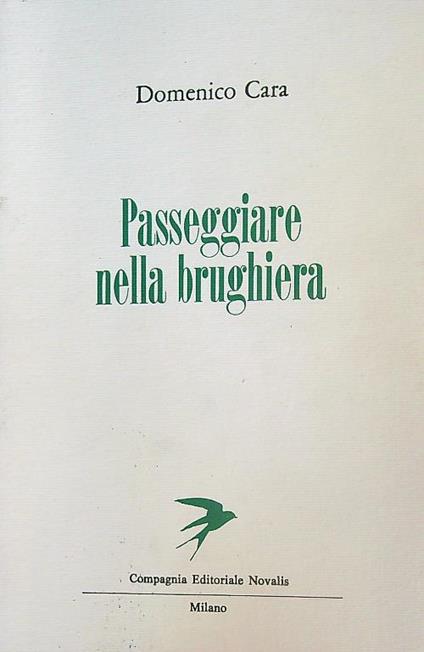 Domenico Cara
Passeggiare
nella brughiera
Compagnia Editoriale Novalis
Milano